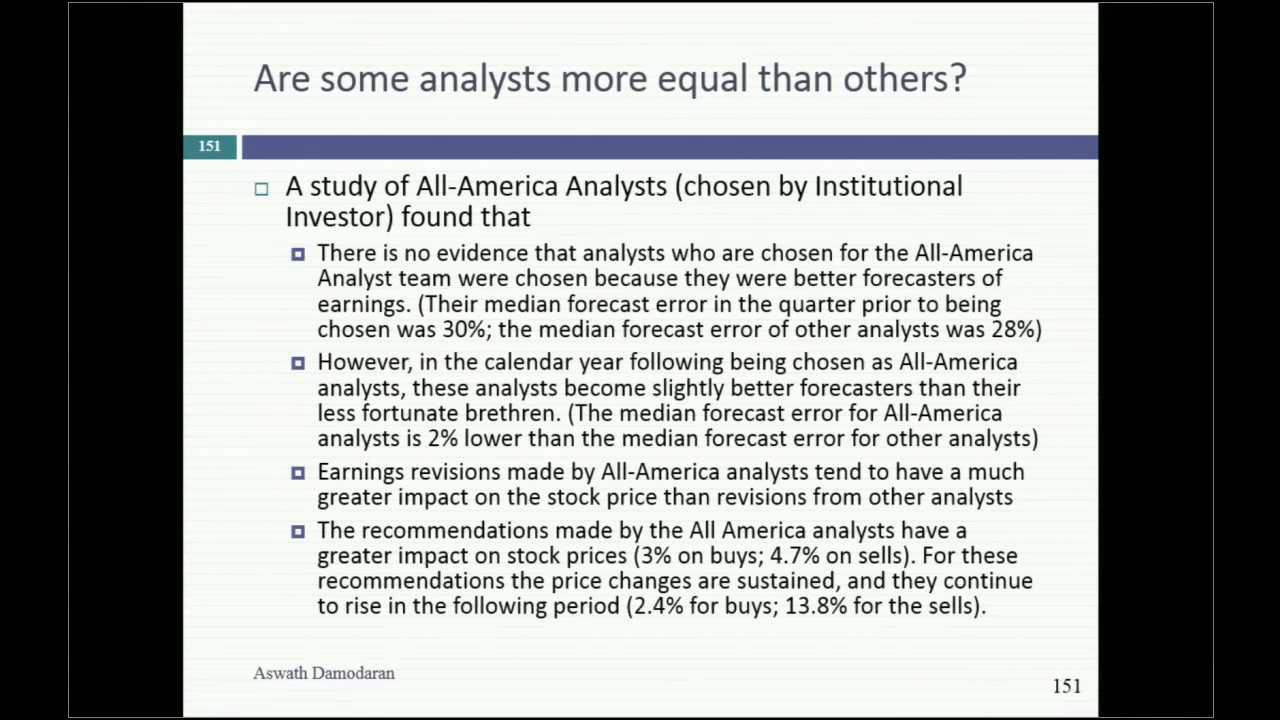 Are some analysts more equal than others?
151
A study of All-America Analysts (chosen by Institutional
Investor) found that
There is no evidence that analysts who are chosen for the All-America
Analyst team were chosen because they were better forecasters of
earnings. (Their median forecast error in the quarter prior to being
chosen was 30%; the median forecast error of other analysts was 28%)
However, in the calendar year following being chosen as All-America
analysts, these analysts become slightly better forecasters than their
less fortunate brethren. (The median forecast error for All-America
analysts is 2% lower than the median forecast error for other analysts)
Earnings revisions made by All-America analysts tend to have a much
greater impact on the stock price than revisions from other analysts
The recommendations made by the All America analysts have a
greater impact on stock prices (3% on buys; 4.7% on sells). For these
recommendations the price changes are sustained, and they continue
to rise in the following period (2.4% for buys; 13.8% for the sells).
Aswath Damodaran
151